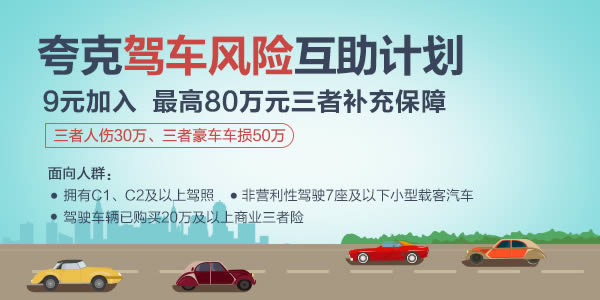 夸克驾车风险互助计划
9元加入 最高80万元三者补充保障
三者人伤30万、三者豪车车损50万
面向人群：
● 拥有C1、C2及以上驾照 ● 非营利性驾驶7座及以下小型载客汽车
● 驾驶车辆已购买20万及以上商业三者险